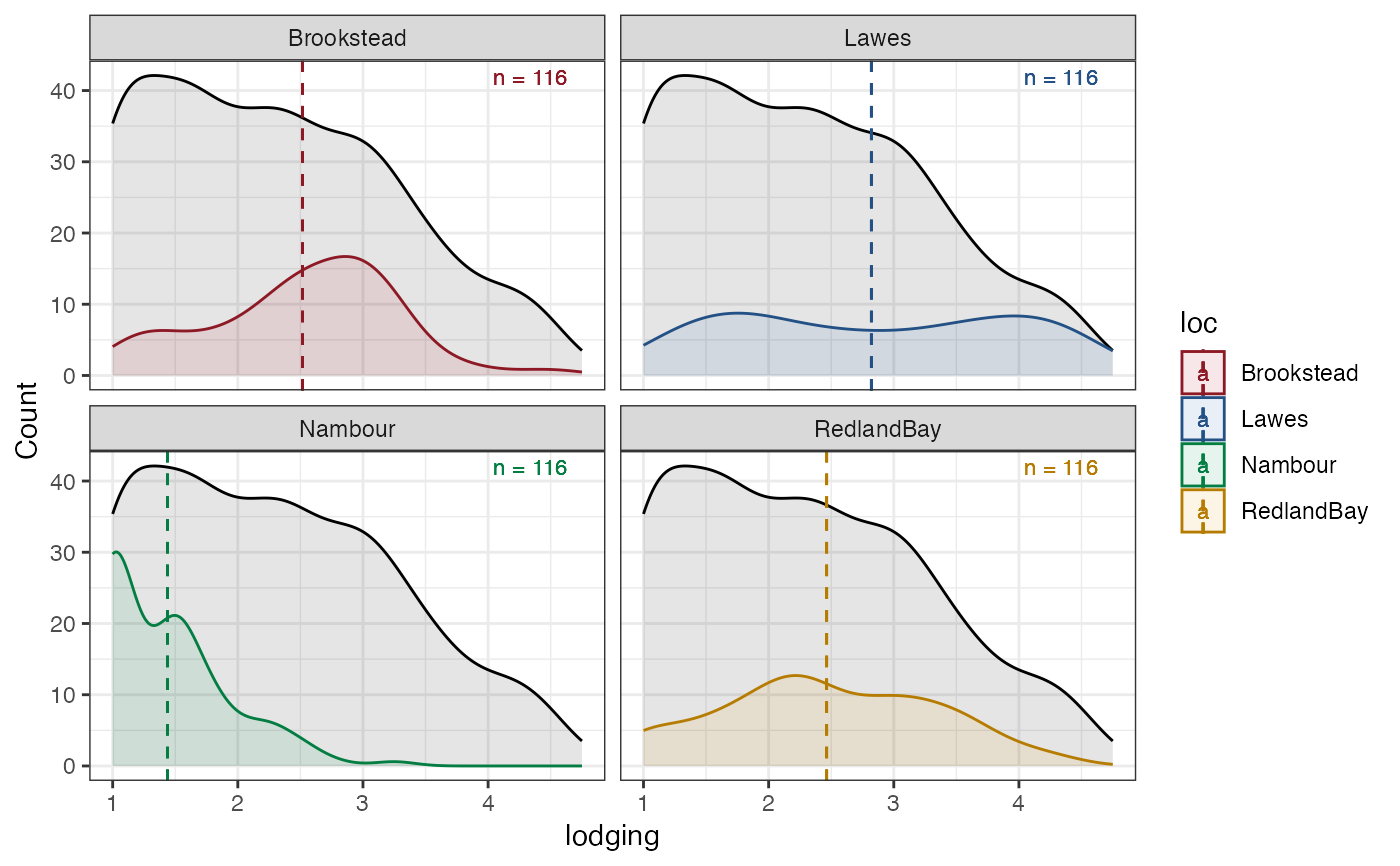 Brookstead
Lawes
n = 116
n = 116
40
30
20
10
0
Nambour
RedlandBay
n = 116
n = 116
40
30
20
10
0
1 2 3 4
1 2 3 4
lodging
Count
loc
a Brookstead
a Lawes
a Nambour
a RedlandBay